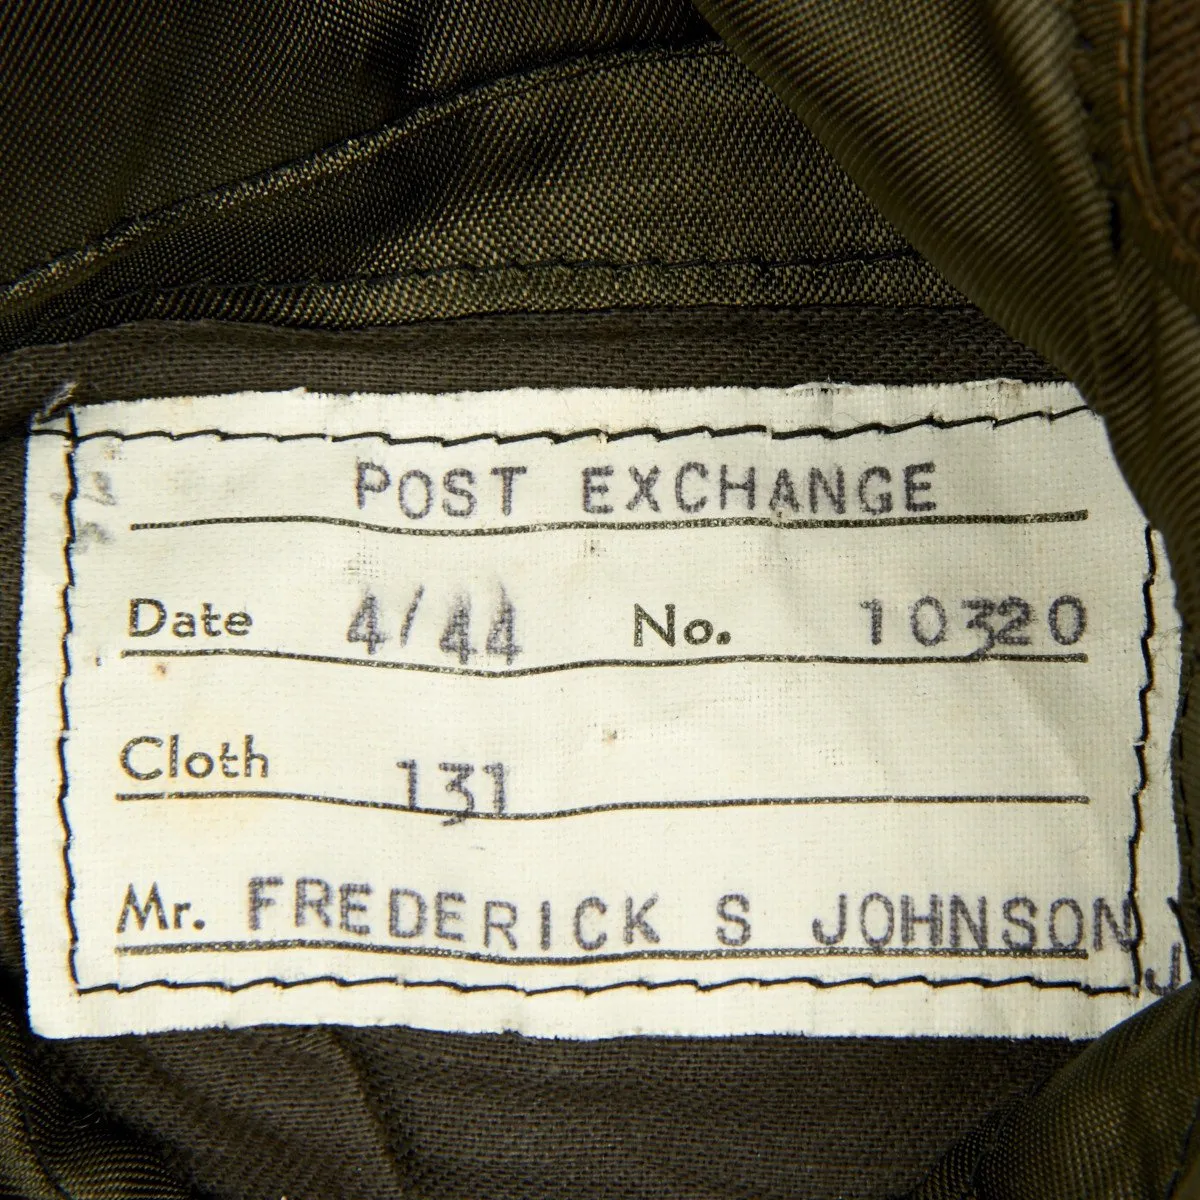 POST EXCHANGE
Date 4/44 No. 10320
Cloth 131
Mr. FREDERICK S JOHNSON
J